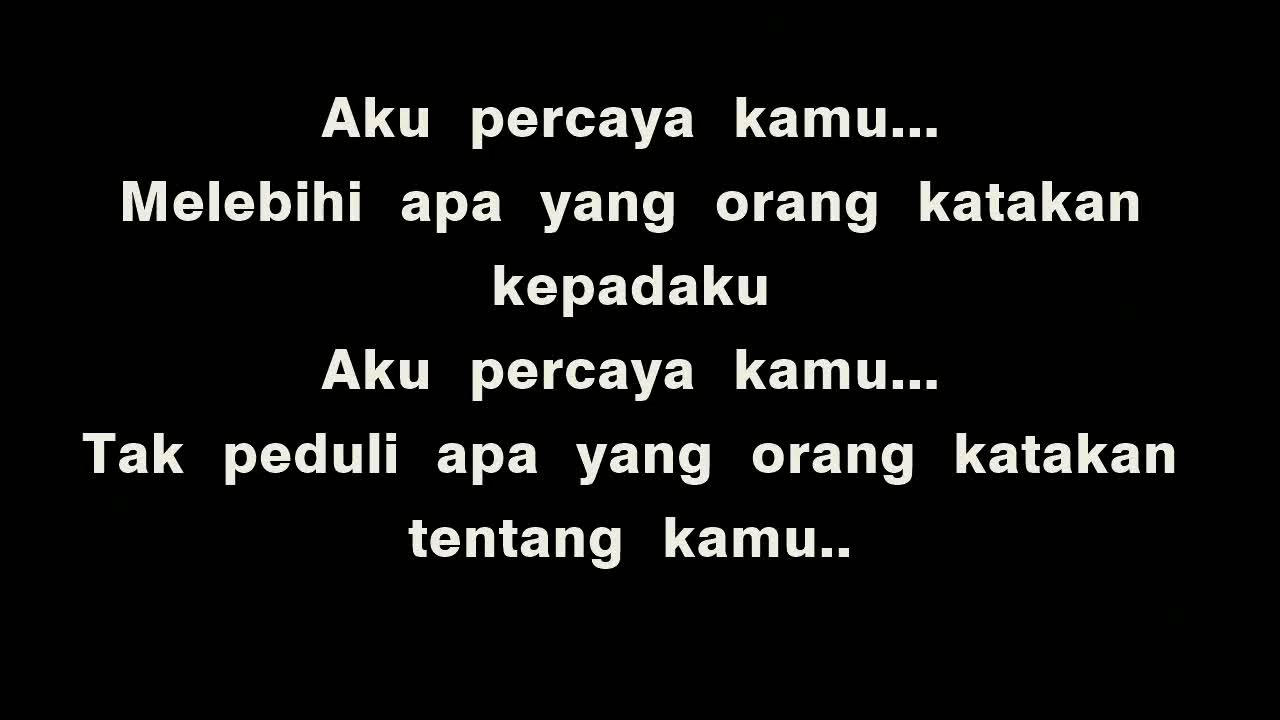 Aku percaya kamu...
Melebihi apa yang orang katakan
kepadaku
Aku percaya kamu...
Tak peduli apa yang orang katakan
tentang kamu..